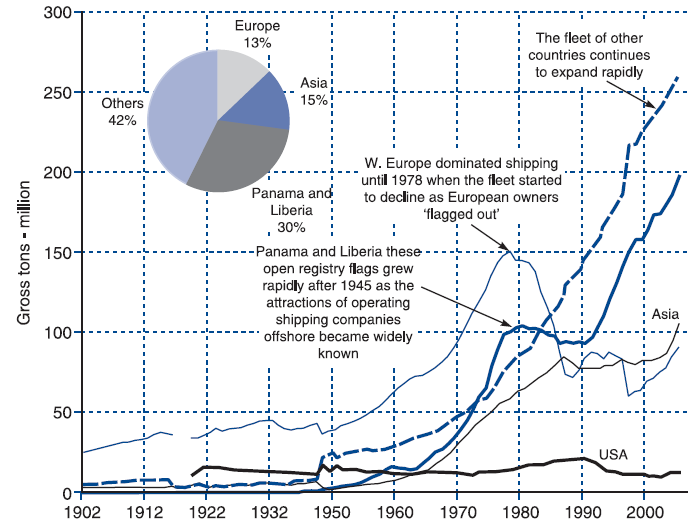 300
250
200
150
100
50
0
Gross tons - million
Europe
13%
Asia
15%
Others
42%
Panama and
Liberia
30%
The fleet of other
countries continues
to expand rapidly
W. Europe dominated shipping
until 1978 when the fleet started
to decline as European owners
'flagged out'
Panama and Liberia these
open registry flags grew
rapidly after 1945 as the
attractions of operating
shipping companies
offshore became widely
known
Asia
USA
1902 1912 1922 1932 1950 1960 1970 1980 1990 2000